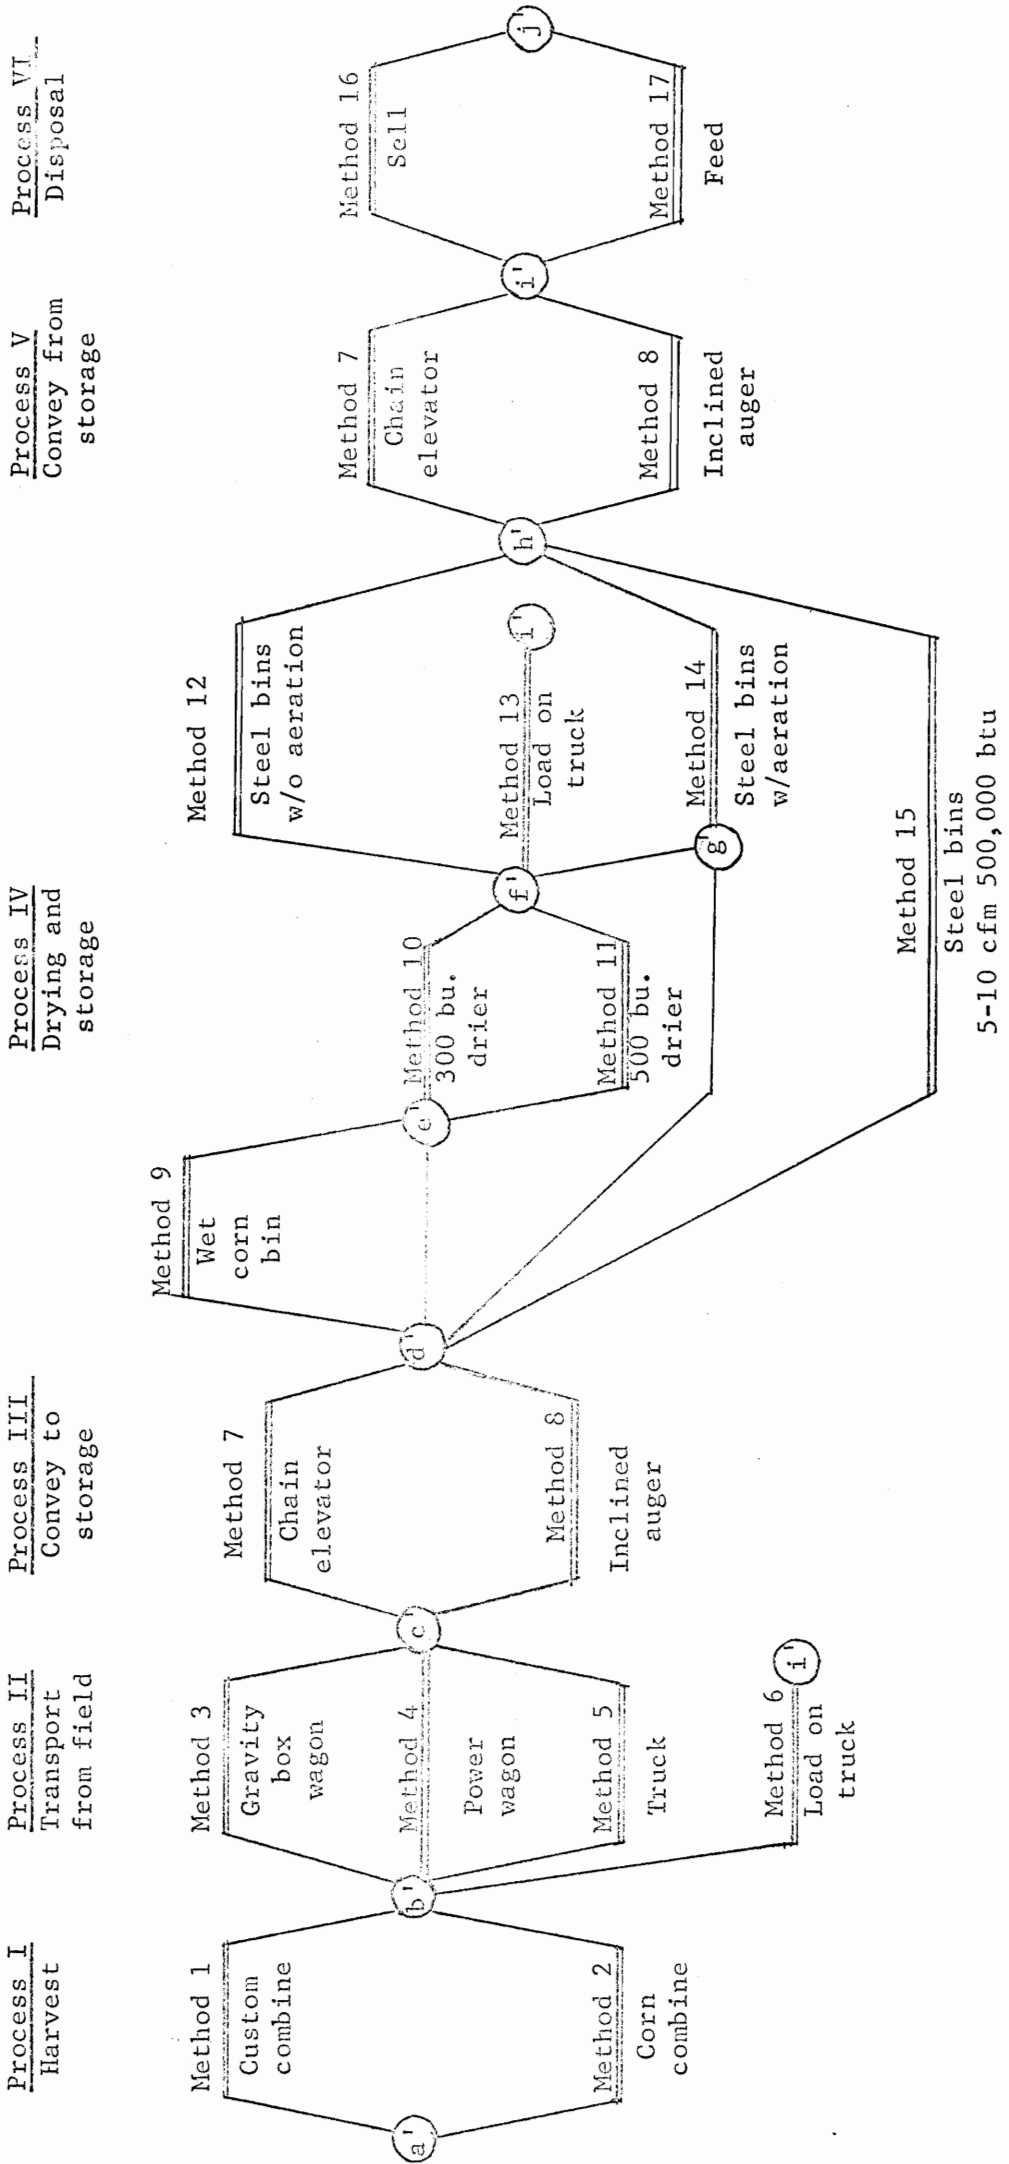 Process I
Harvest
Process II
Transport
from field
Process III
Convey to
storage
Process IV
Drying and
storage
Process V
Convey from
storage
Process VI
Disposal
a'
Method 1
Custom
combine
Method 2
Corn
combine
b'
Method 3
Gravity
box
wagon
Method 4
Power
wagon
Method 5
Truck
Method 6
Load on
truck
i'
c'
Method 7
Chain
elevator
Method 8
Inclined
auger
d'
Method 9
Wet
corn
bin
e'
Method 10
300 bu.
drier
Method 11
500 bu.
drier
f'
g'
Method 12
Steel bins
w/o aeration
Method 13
Load on
truck
i'
Method 14
Steel bins
w/aeration
Method 15
Steel bins
5-10 cfm 500,000 btu
h'
Method 7
Chain
elevator
Method 8
Inclined
auger
i'
Method 16
Sell
Method 17
Feed
j'